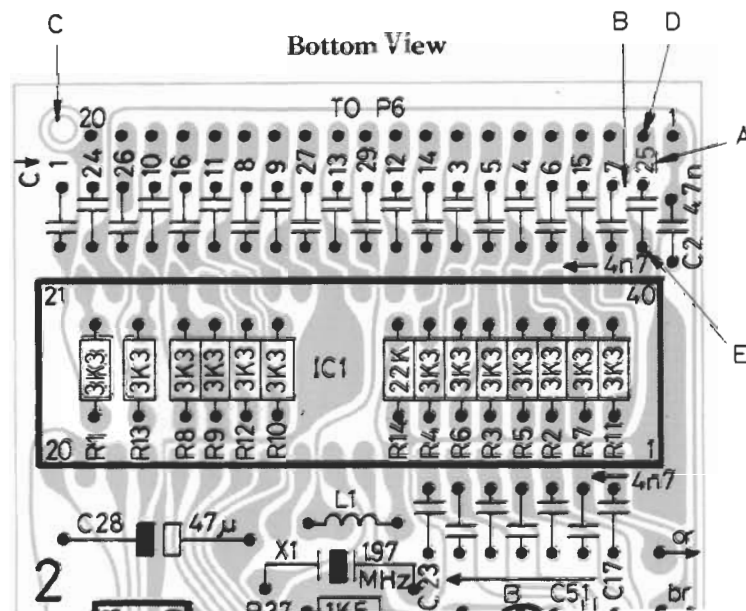 C B D
Bottom View
TO P6
20 1
A
C 1 24 26 10 16 11 8 9 27 13 29 12 14 3 5 4 6 15 7 25
C2 47n
4n7
E
21 40
3K3 3K3 3K3 3K3 3K3 3K3 IC1 22K 3K3 3K3 3K3 3K3 3K3 3K3 3K3
20 R1 R13 R8 R9 R12 R10 R14 R4 R6 R3 R5 R2 R7 R11 1
4n7
L1
C28 47μ
X1 1.97
MHz
C23 C17
2
R27 1K5 B C51 br